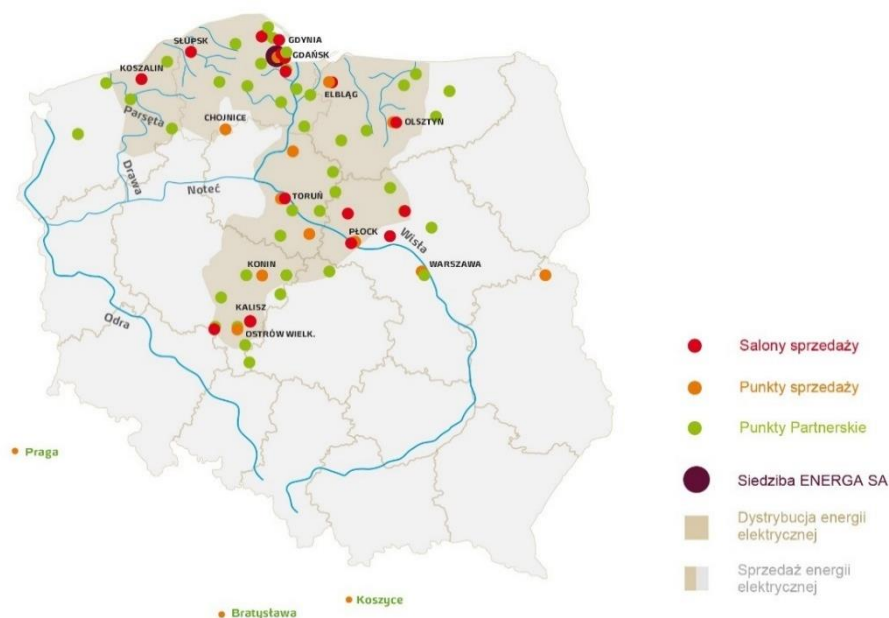 GDYNIA
SŁUPSK
GDAŃSK
KOSZALIN
ELBLĄG
Parsęta
CHOJNICE
OLSZTYN
Drawa
Noteć
TORUŃ
PŁOCK
Wisła
KONIN
WARSZAWA
KALISZ
Odra
OSTRÓW WIELK.
Praga
Koszyce
Bratysława
Salony sprzedaży
Punkty sprzedaży
Punkty Partnerskie
Siedziba ENERGA SA
Dystrybucja energii
elektrycznej
Sprzedaż energii
elektrycznej